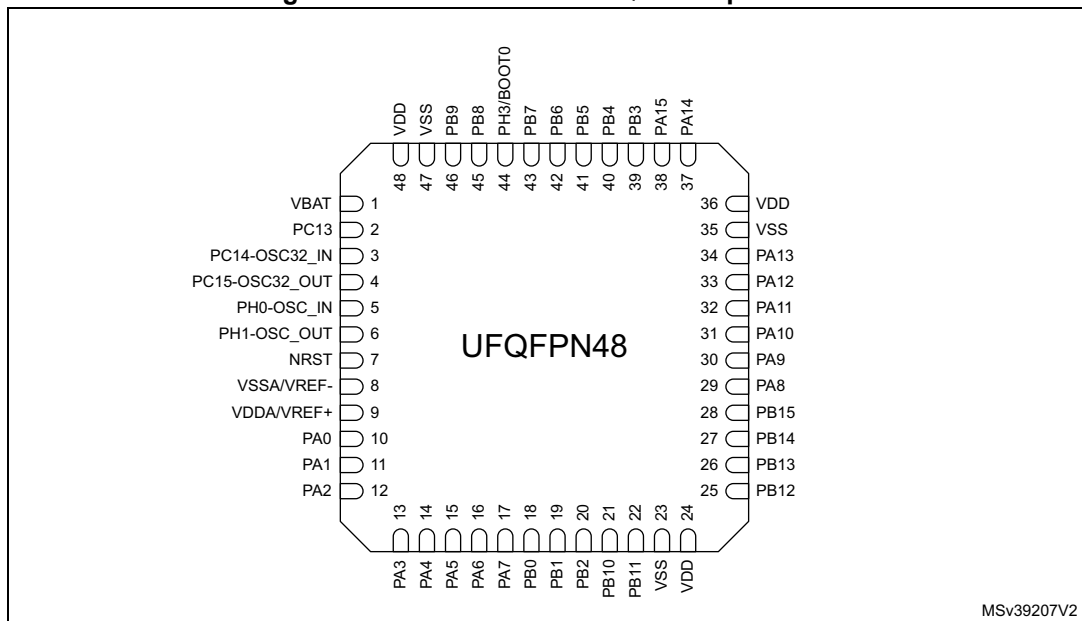 VDD
VSS
PB9
PB8
PH3/BOOT0
PB7
PB6
PB5
PB4
PB3
PA15
PA14
48
47
46
45
44
43
42
41
40
39
38
37
VBAT 1
PC13 2
PC14-OSC32_IN 3
PC15-OSC32_OUT 4
PH0-OSC_IN 5
PH1-OSC_OUT 6
NRST 7
VSSA/VREF- 8
VDDA/VREF+ 9
PA0 10
PA1 11
PA2 12
UFQFPN48
36 VDD
35 VSS
34 PA13
33 PA12
32 PA11
31 PA10
30 PA9
29 PA8
28 PB15
27 PB14
26 PB13
25 PB12
13
14
15
16
17
18
19
20
21
22
23
24
PA3
PA4
PA5
PA6
PA7
PB0
PB1
PB2
PB10
PB11
VSS
VDD
MSv39207V2